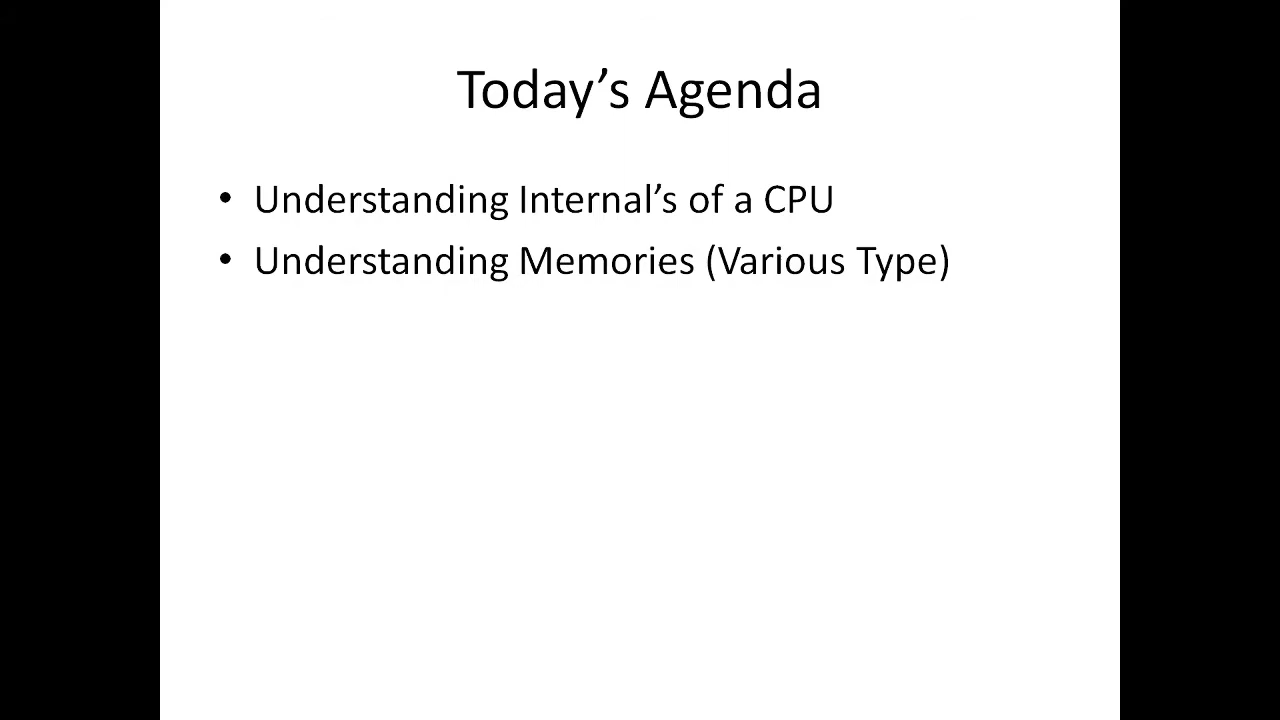 Today’s Agenda
• Understanding Internal’s of a CPU
• Understanding Memories (Various Type)